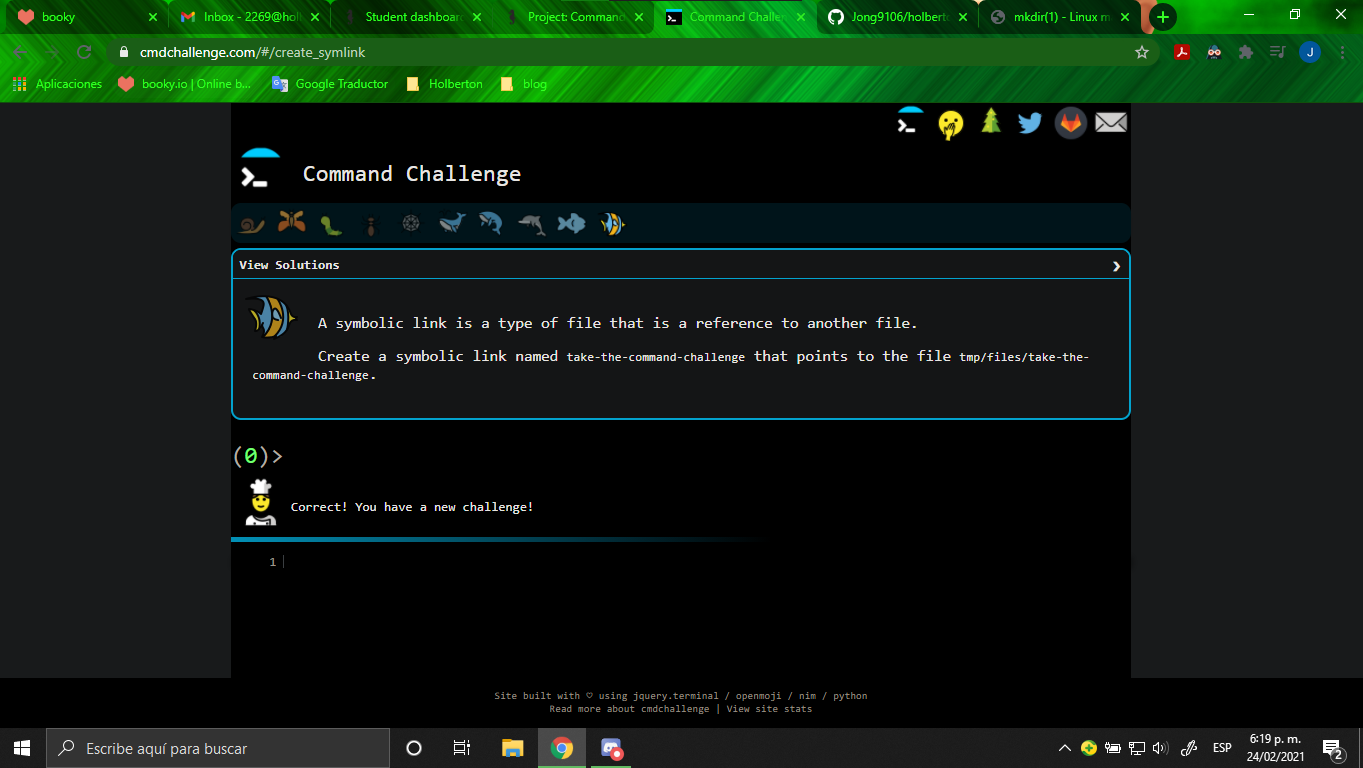 booky
Inbox - 2269@hol
Student dashboard
Project: Command
Command Challe
Jong9106/holberto
mkdir(1) - Linux m
cmdchallenge.com/#/create_symlink
J
Aplicaciones
booky.io | Online b...
Google Traductor
Holberton
blog
Command Challenge
View Solutions
A symbolic link is a type of file that is a reference to another file.
Create a symbolic link named take-the-command-challenge that points to the file tmp/files/take-the-
command-challenge.
(0)>
Correct! You have a new challenge!
1
Site built with ♡ using jquery.terminal / openmoji / nim / python
Read more about cmdchallenge | View site stats
Escribe aquí para buscar
ESP
6:19 p. m.
24/02/2021
2